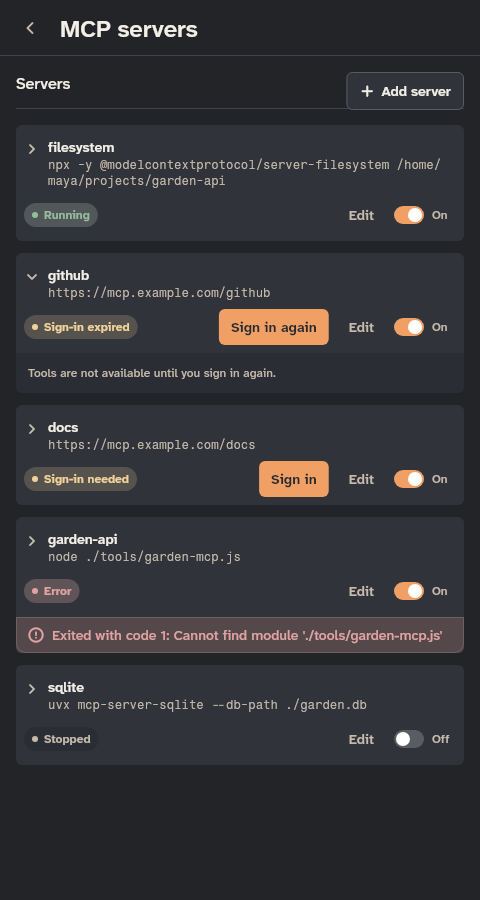 MCP servers
Servers
Add server
filesystem
npx -y @modelcontextprotocol/server-filesystem /home/
maya/projects/garden-api
Running
Edit
On
github
https://mcp.example.com/github
Sign-in expired
Sign in again
Edit
On
Tools are not available until you sign in again.
docs
https://mcp.example.com/docs
Sign-in needed
Sign in
Edit
On
garden-api
node ./tools/garden-mcp.js
Error
Edit
On
Exited with code 1: Cannot find module './tools/garden-mcp.js'
sqlite
uvx mcp-server-sqlite --db-path ./garden.db
Stopped
Edit
Off